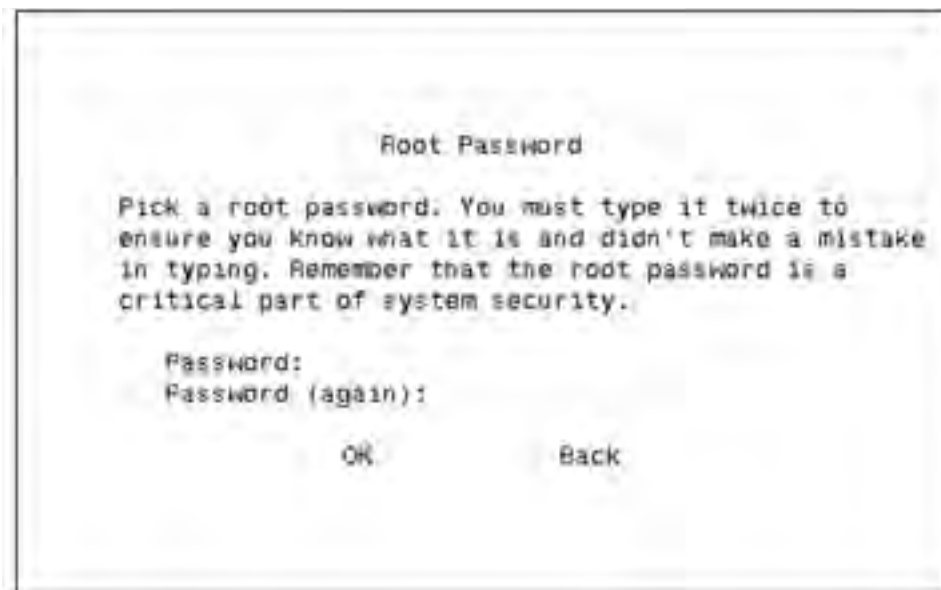 Root Password
Pick a root password. You must type it twice to
ensure you know what it is and didn't make a mistake
in typing. Remember that the root password is a
critical part of system security.
Password:
Password (again):
OK Back